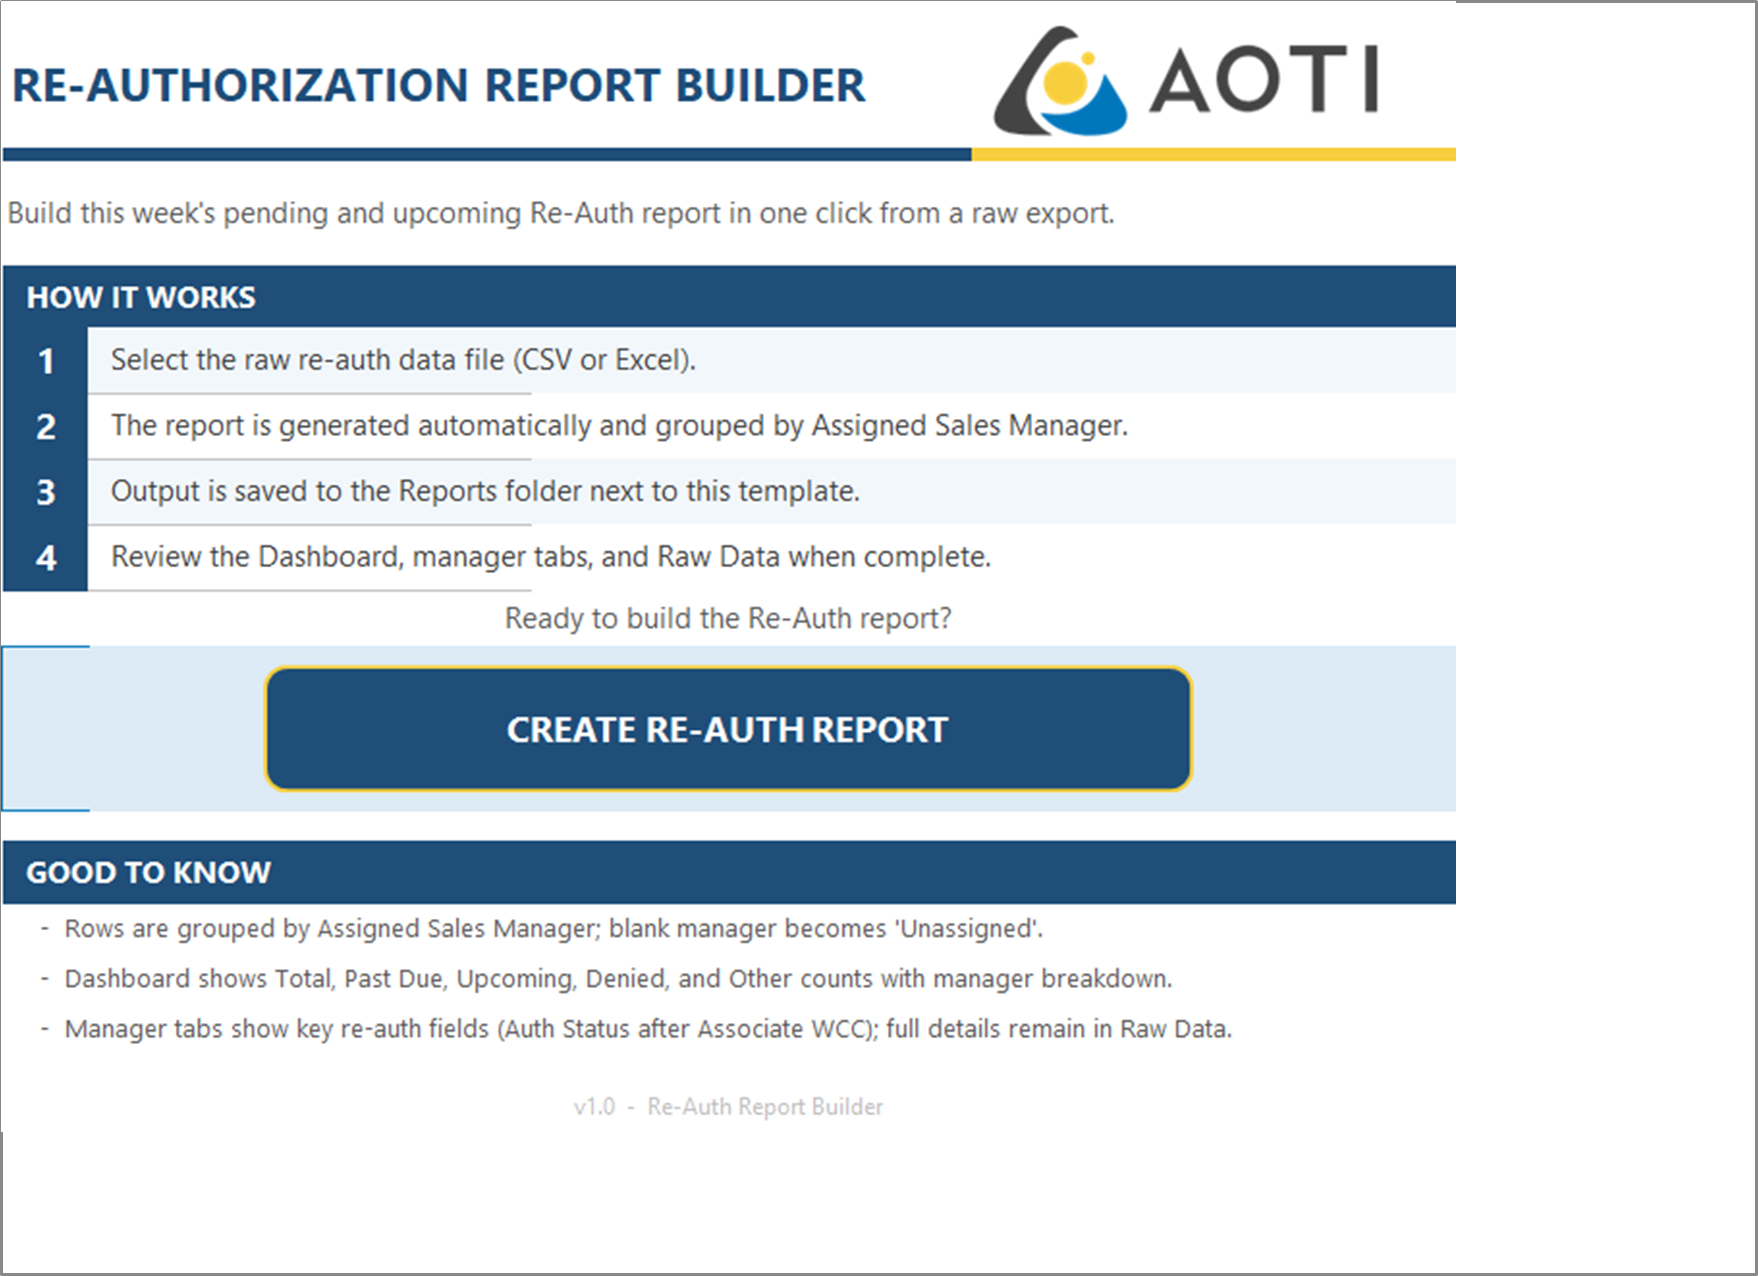 RE-AUTHORIZATION REPORT BUILDER
AOTI
Build this week's pending and upcoming Re-Auth report in one click from a raw export.
HOW IT WORKS
1 Select the raw re-auth data file (CSV or Excel).
2 The report is generated automatically and grouped by Assigned Sales Manager.
3 Output is saved to the Reports folder next to this template.
4 Review the Dashboard, manager tabs, and Raw Data when complete.
Ready to build the Re-Auth report?
CREATE RE-AUTH REPORT
GOOD TO KNOW
- Rows are grouped by Assigned Sales Manager; blank manager becomes 'Unassigned'.
- Dashboard shows Total, Past Due, Upcoming, Denied, and Other counts with manager breakdown.
- Manager tabs show key re-auth fields (Auth Status after Associate WCC); full details remain in Raw Data.
v1.0 - Re-Auth Report Builder